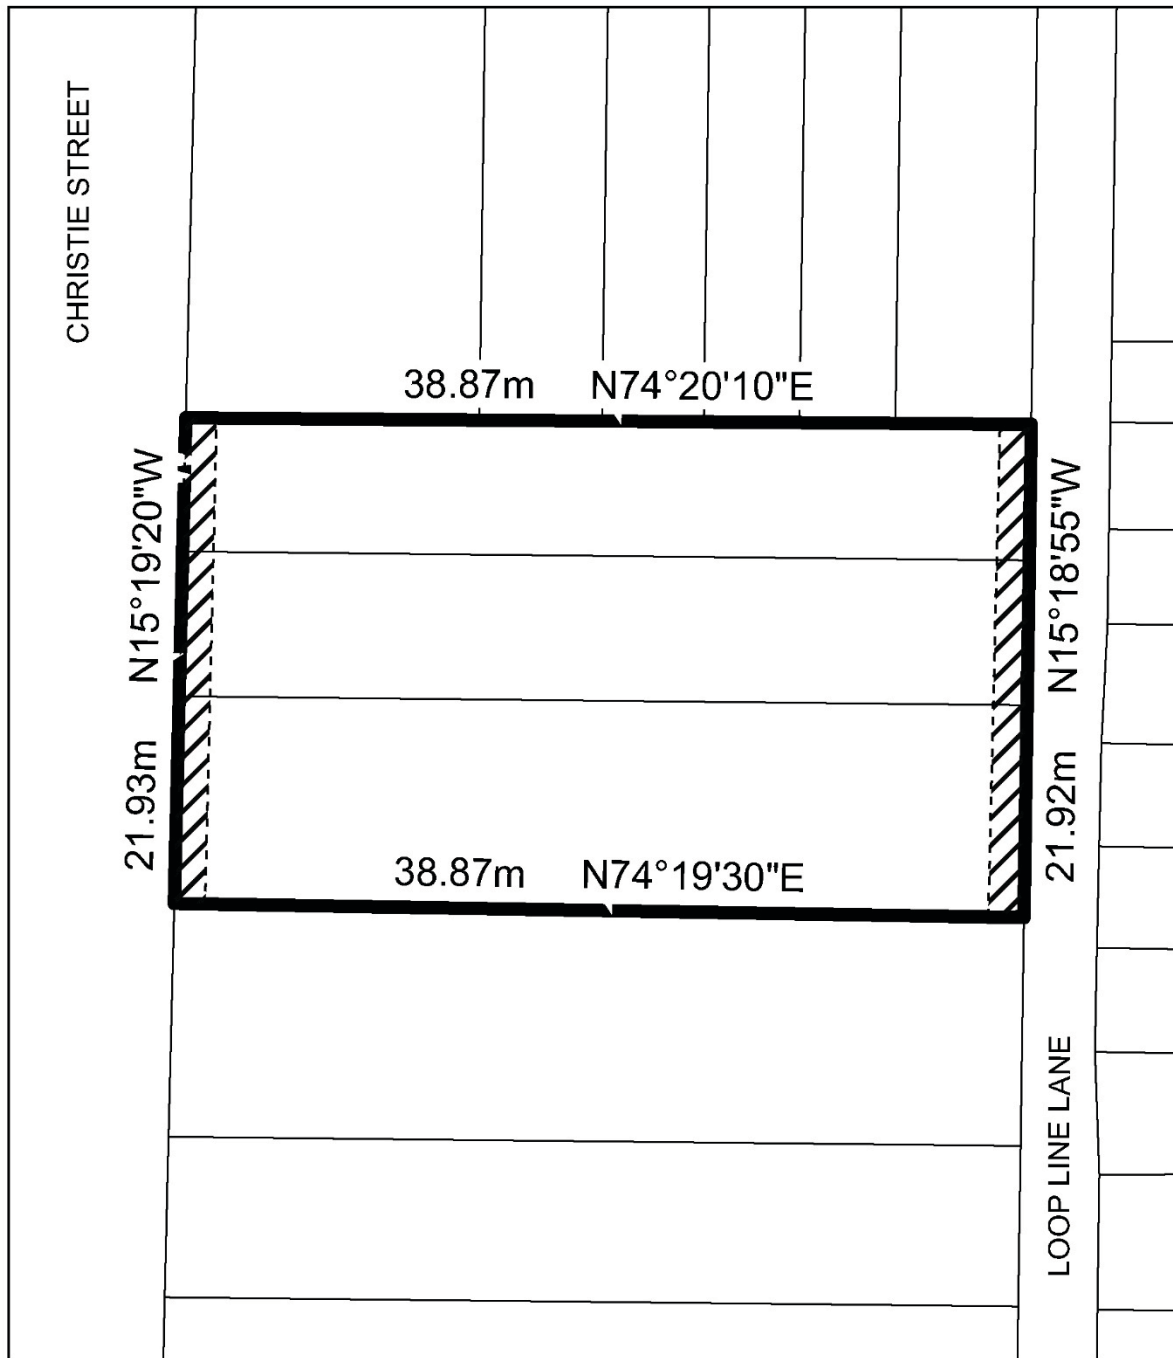 CHRISTIE STREET
38.87m N74°20'10"E
N15°19'20"W
21.93m
N15°18'55"W
21.92m
38.87m N74°19'30"E
LOOP LINE LANE